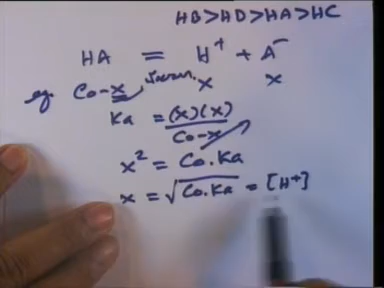 HB > HD > HA > HC
HA = H⁺ + A⁻
eq. Co-x x x
Ka = (x)(x) / Co-x
x² = Co.Ka
x = √Co.Ka = [H⁺]